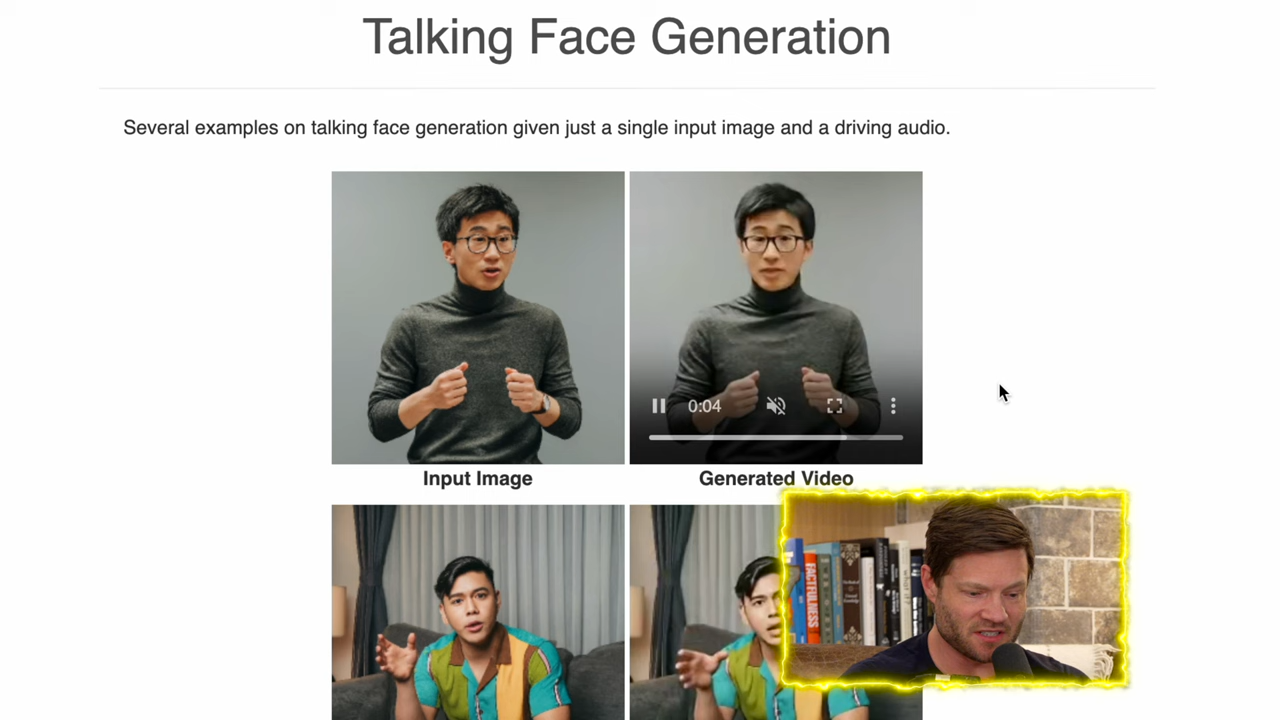 Talking Face Generation
Several examples on talking face generation given just a single input image and a driving audio.
0:04
Input Image
Generated Video
FACTFULNESS